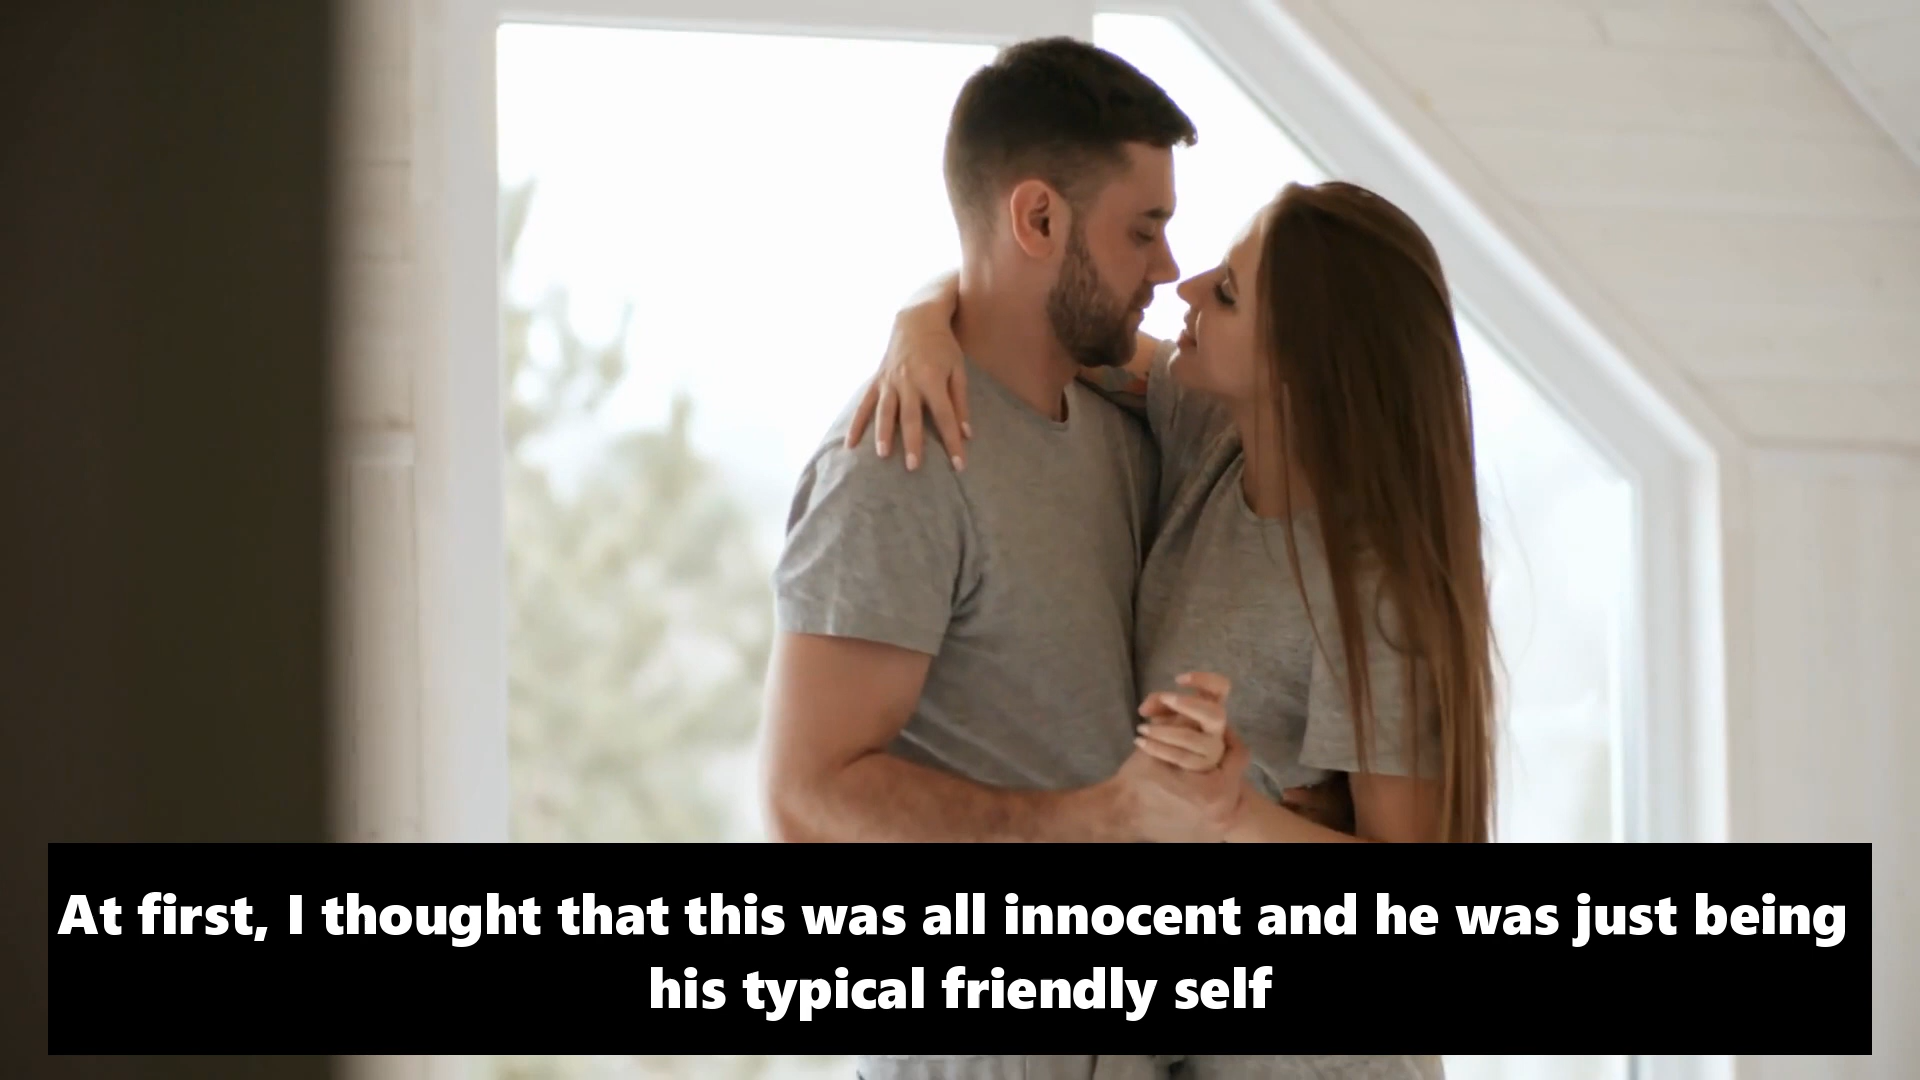 At first, I thought that this was all innocent and he was just being
his typical friendly self